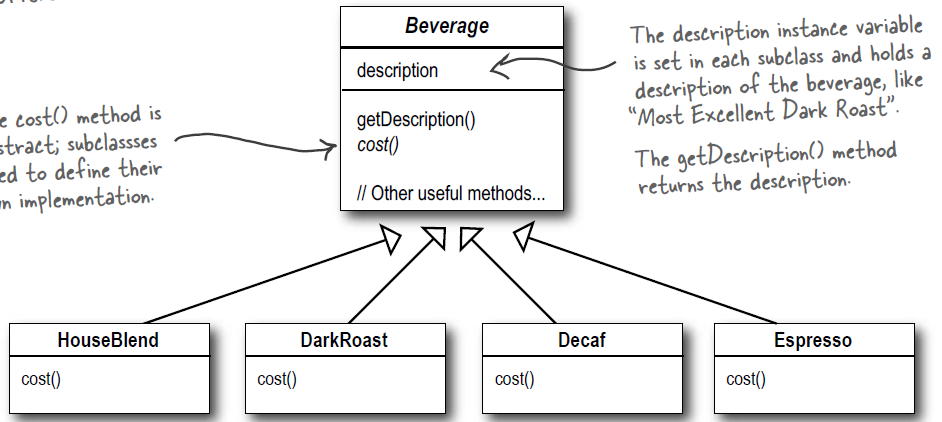 Beverage
description
getDescription()
cost()
// Other useful methods...
The description instance variable
is set in each subclass and holds a
description of the beverage, like
“Most Excellent Dark Roast”.
The getDescription() method
returns the description.
cost() method is
subclassses
to define their
implementation.
HouseBlend
cost()
DarkRoast
cost()
Decaf
cost()
Espresso
cost()